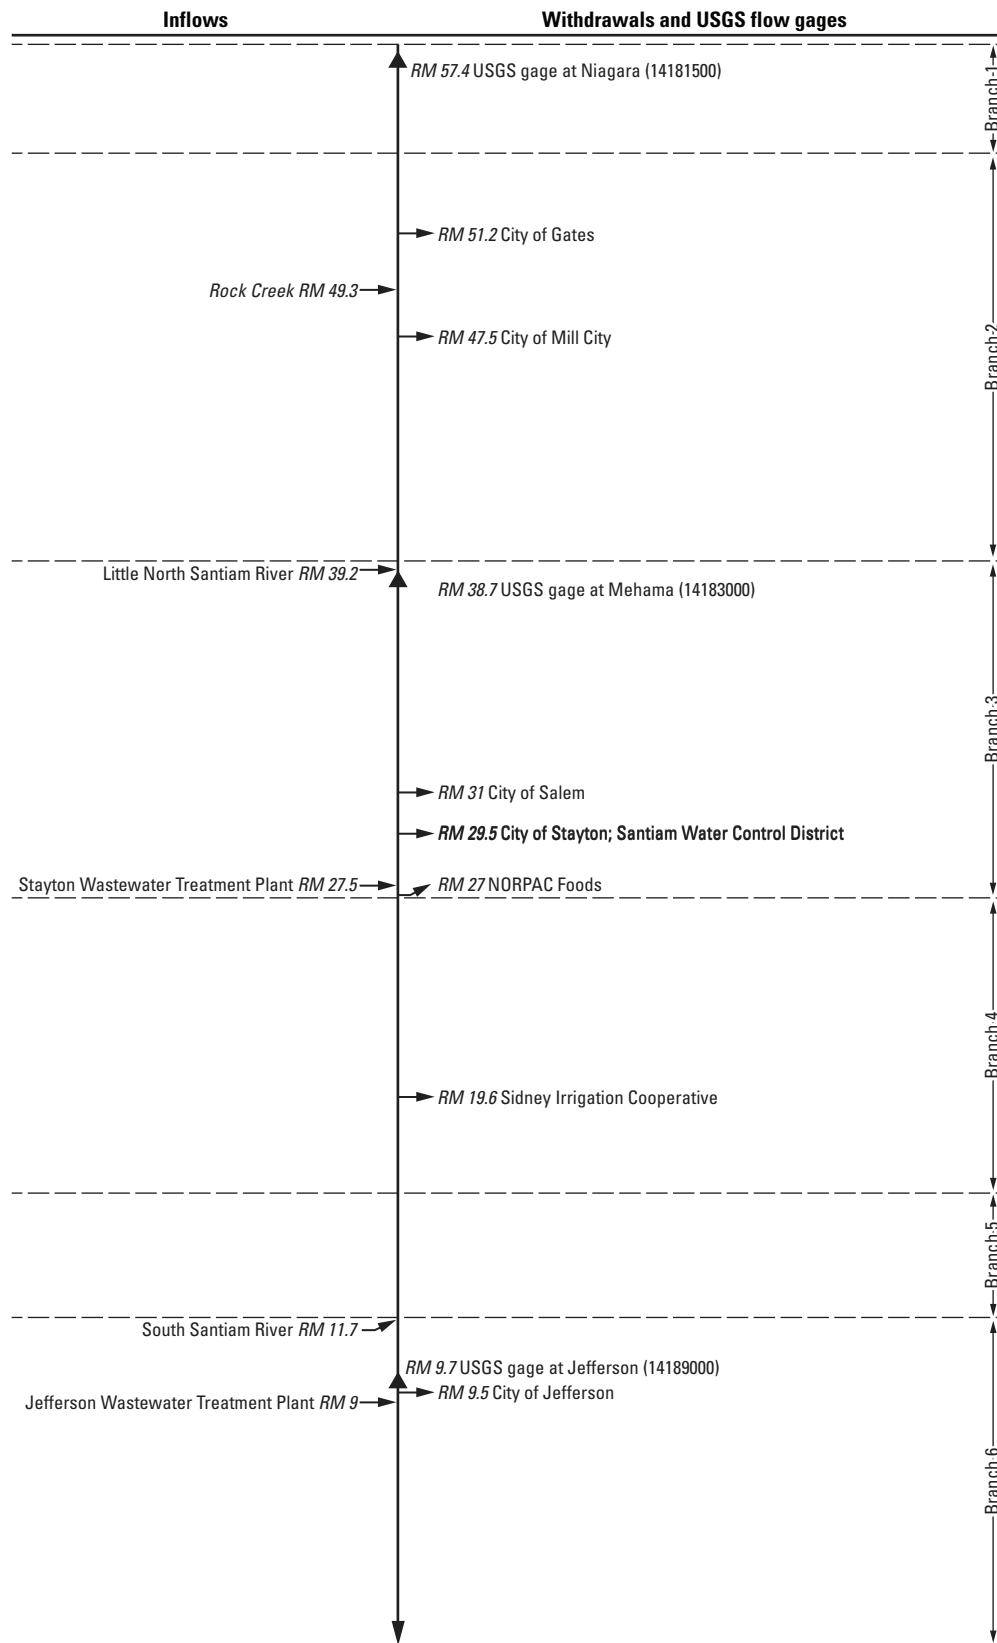 Inflows
Withdrawals and USGS flow gages
RM 57.4 USGS gage at Niagara (14181500)
Branch 1
RM 51.2 City of Gates
Rock Creek RM 49.3
RM 47.5 City of Mill City
Branch 2
Little North Santiam River RM 39.2
RM 38.7 USGS gage at Mehama (14183000)
Branch 3
RM 31 City of Salem
RM 29.5 City of Stayton; Santiam Water Control District
Stayton Wastewater Treatment Plant RM 27.5
RM 27 NORPAC Foods
Branch 4
RM 19.6 Sidney Irrigation Cooperative
Branch 5
South Santiam River RM 11.7
RM 9.7 USGS gage at Jefferson (14189000)
RM 9.5 City of Jefferson
Jefferson Wastewater Treatment Plant RM 9
Branch 6